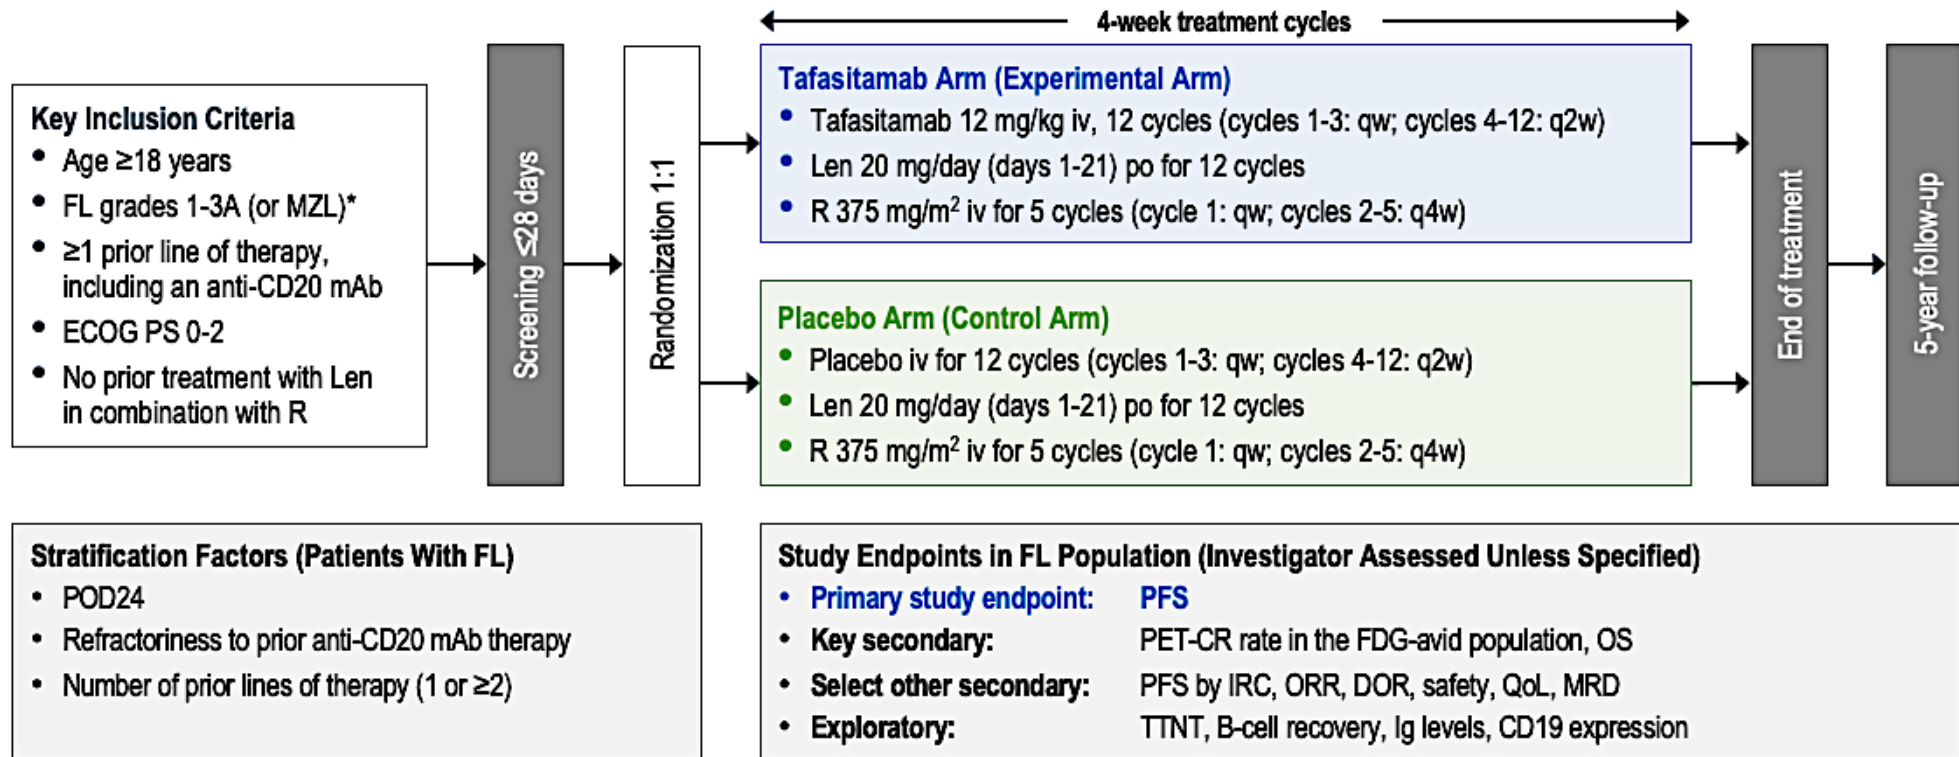 4-week treatment cycles
Key Inclusion Criteria
• Age ≥18 years
• FL grades 1-3A (or MZL)*
• ≥1 prior line of therapy,
including an anti-CD20 mAb
• ECOG PS 0-2
• No prior treatment with Len
in combination with R
Screening ≤28 days
Randomization 1:1
Tafasitamab Arm (Experimental Arm)
• Tafasitamab 12 mg/kg iv, 12 cycles (cycles 1-3: qw; cycles 4-12: q2w)
• Len 20 mg/day (days 1-21) po for 12 cycles
• R 375 mg/m² iv for 5 cycles (cycle 1: qw; cycles 2-5: q4w)
Placebo Arm (Control Arm)
• Placebo iv for 12 cycles (cycles 1-3: qw; cycles 4-12: q2w)
• Len 20 mg/day (days 1-21) po for 12 cycles
• R 375 mg/m² iv for 5 cycles (cycle 1: qw; cycles 2-5: q4w)
End of treatment
5-year follow-up
Stratification Factors (Patients With FL)
• POD24
• Refractoriness to prior anti-CD20 mAb therapy
• Number of prior lines of therapy (1 or ≥2)
Study Endpoints in FL Population (Investigator Assessed Unless Specified)
• Primary study endpoint: PFS
• Key secondary: PET-CR rate in the FDG-avid population, OS
• Select other secondary: PFS by IRC, ORR, DOR, safety, QoL, MRD
• Exploratory: TTNT, B-cell recovery, Ig levels, CD19 expression